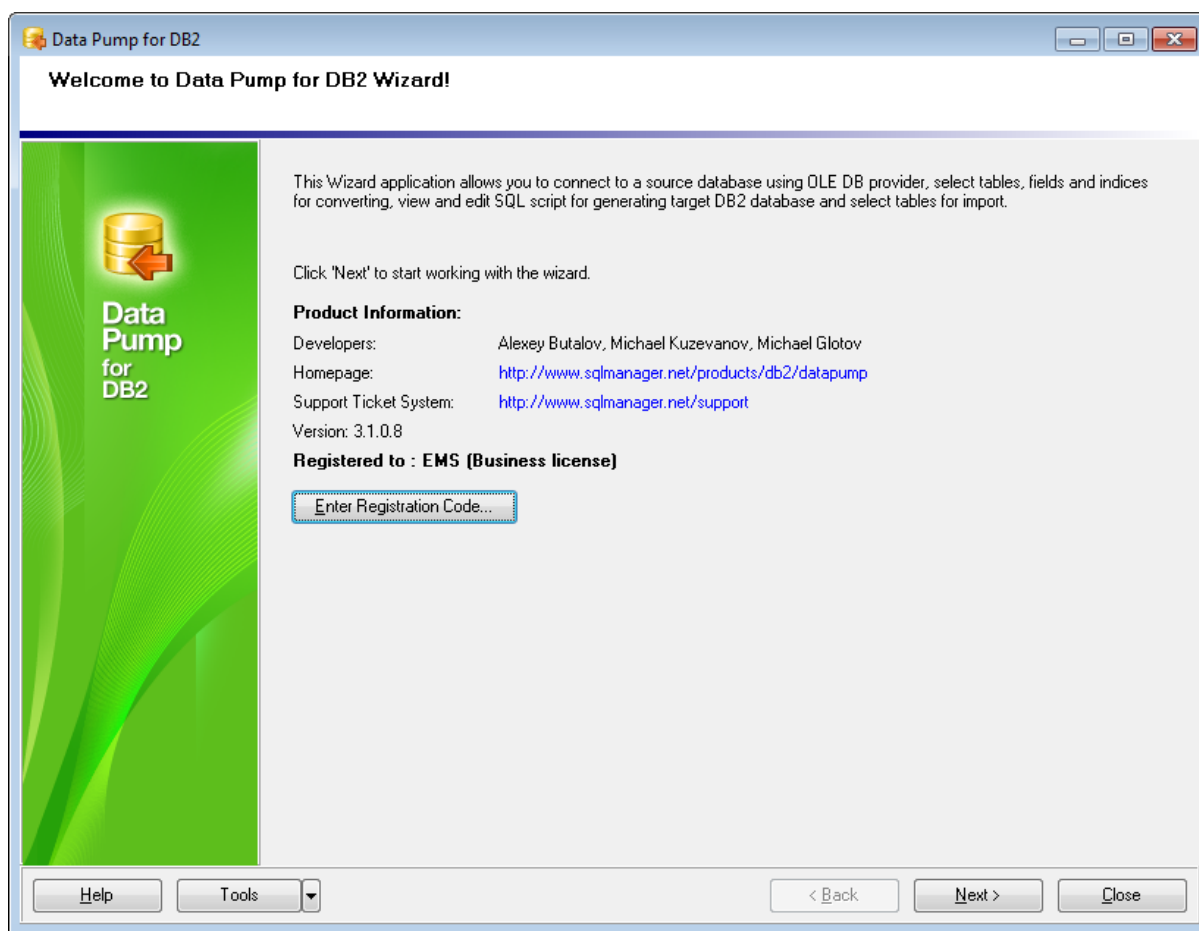 Data Pump for DB2
Welcome to Data Pump for DB2 Wizard!
This Wizard application allows you to connect to a source database using OLE DB provider, select tables, fields and indices
for converting, view and edit SQL script for generating target DB2 database and select tables for import.
Data
Pump
for
DB2
Click 'Next' to start working with the wizard.
Product Information:
Developers: Alexey Butalov, Michael Kuzevanov, Michael Glotov
Homepage: http://www.sqlmanager.net/products/db2/datapump
Support Ticket System: http://www.sqlmanager.net/support
Version: 3.1.0.8
Registered to : EMS (Business license)
Enter Registration Code...
Help Tools < Back Next > Close